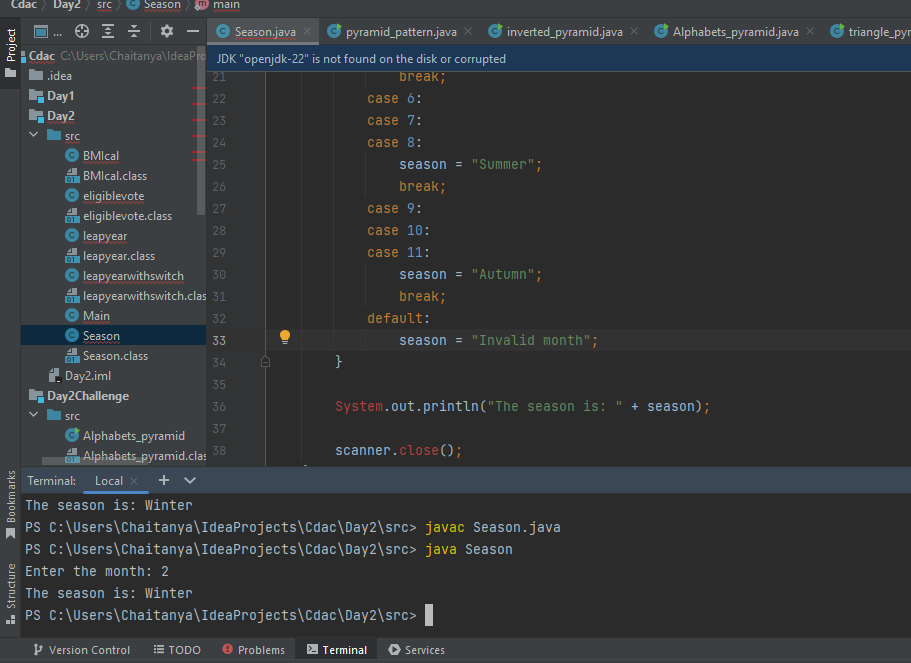 Cdac > Day2 > src > Season > main
Project
Cdac C:\Users\Chaitanya\IdeaPro
.idea
Day1
Day2
src
BMIcal
BMIcal.class
eligiblevote
eligiblevote.class
leapyear
leapyear.class
leapyearwithswitch
leapyearwithswitch.clas
Main
Season
Season.class
Day2.iml
Day2Challenge
src
Alphabets_pyramid
Alphabets_pyramid.clas
Season.java
pyramid_pattern.java
inverted_pyramid.java
Alphabets_pyramid.java
triangle_pyr
JDK "openjdk-22" is not found on the disk or corrupted
21 break;
22 case 6:
23 case 7:
24 case 8:
25 season = "Summer";
26 break;
27 case 9:
28 case 10:
29 case 11:
30 season = "Autumn";
31 break;
32 default:
33 season = "Invalid month";
34 }
35
36 System.out.println("The season is: " + season);
37
38 scanner.close();
Bookmarks
Structure
Terminal: Local
The season is: Winter
PS C:\Users\Chaitanya\IdeaProjects\Cdac\Day2\src> javac Season.java
PS C:\Users\Chaitanya\IdeaProjects\Cdac\Day2\src> java Season
Enter the month: 2
The season is: Winter
PS C:\Users\Chaitanya\IdeaProjects\Cdac\Day2\src>
Version Control TODO Problems Terminal Services